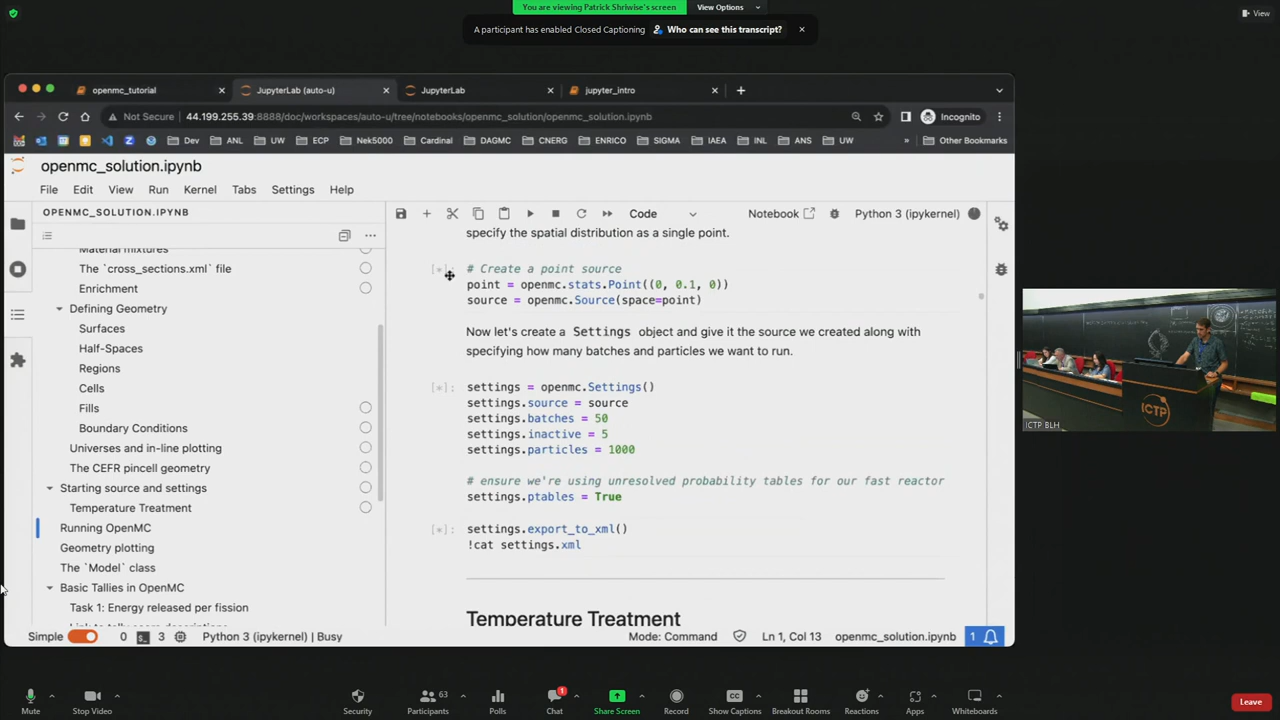 You are viewing Patrick Shriwise's screen
View Options
View
A participant has enabled Closed Captioning
Who can see this transcript?
openmc_tutorial
JupyterLab (auto-u)
JupyterLab
jupyter_intro
Not Secure
44.199.255.39:8888/doc/workspaces/auto-u/tree/notebooks/openmc_solution/openmc_solution.ipynb
Incognito
Dev
ANL
UW
ECP
Nek5000
Cardinal
DAGMC
CNERG
ENRICO
SIGMA
IAEA
INL
ANS
UW
»
Other Bookmarks
openmc_solution.ipynb
File Edit View Run Kernel Tabs Settings Help
OPENMC_SOLUTION.IPYNB
Code
Notebook
Python 3 (ipykernel)
Material mixtures
The `cross_sections.xml` file
Enrichment
Defining Geometry
Surfaces
Half-Spaces
Regions
Cells
Fills
Boundary Conditions
Universes and in-line plotting
The CEFR pincell geometry
Starting source and settings
Temperature Treatment
Running OpenMC
Geometry plotting
The `Model` class
Basic Tallies in OpenMC
Task 1: Energy released per fission
specify the spatial distribution as a single point.
[*]:
# Create a point source
point = openmc.stats.Point((0, 0.1, 0))
source = openmc.Source(space=point)
Now let's create a Settings object and give it the source we created along with
specifying how many batches and particles we want to run.
[*]:
settings = openmc.Settings()
settings.source = source
settings.batches = 50
settings.inactive = 5
settings.particles = 1000
# ensure we're using unresolved probability tables for our fast reactor
settings.ptables = True
[*]:
settings.export_to_xml()
!cat settings.xml
Temperature Treatment
Simple
0
3
Python 3 (ipykernel) | Busy
Mode: Command
Ln 1, Col 13
openmc_solution.ipynb
1
ICTP
ICTP BLH
Mute
Stop Video
Security
Participants
63
Polls
Chat
1
Share Screen
Record
CC
Show Captions
Breakout Rooms
Reactions
Apps
Whiteboards
Leave